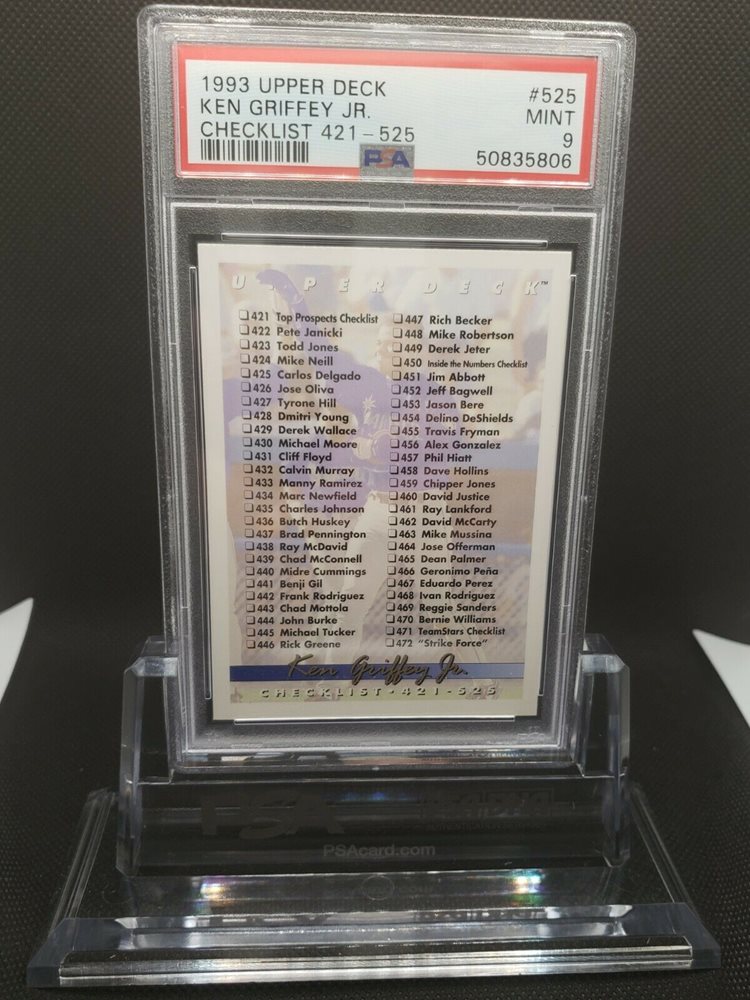 1993 UPPER DECK #525
KEN GRIFFEY JR. MINT
CHECKLIST 421-525 9
PSA 50835806
UPPER DECK™
421 Top Prospects Checklist
422 Pete Janicki
423 Todd Jones
424 Mike Neill
425 Carlos Delgado
426 Jose Oliva
427 Tyrone Hill
428 Dmitri Young
429 Derek Wallace
430 Michael Moore
431 Cliff Floyd
432 Calvin Murray
433 Manny Ramirez
434 Marc Newfield
435 Charles Johnson
436 Butch Huskey
437 Brad Pennington
438 Ray McDavid
439 Chad McConnell
440 Midre Cummings
441 Benji Gil
442 Frank Rodriguez
443 Chad Mottola
444 John Burke
445 Michael Tucker
446 Rick Greene
447 Rich Becker
448 Mike Robertson
449 Derek Jeter
450 Inside the Numbers Checklist
451 Jim Abbott
452 Jeff Bagwell
453 Jason Bere
454 Delino DeShields
455 Travis Fryman
456 Alex Gonzalez
457 Phil Hiatt
458 Dave Hollins
459 Chipper Jones
460 David Justice
461 Ray Lankford
462 David McCarty
463 Mike Mussina
464 Jose Offerman
465 Dean Palmer
466 Geronimo Peña
467 Eduardo Perez
468 Ivan Rodriguez
469 Reggie Sanders
470 Bernie Williams
471 TeamStars Checklist
472 "Strike Force"
Ken Griffey Jr.
CHECKLIST • 421-525
PSA
PSAcard.com